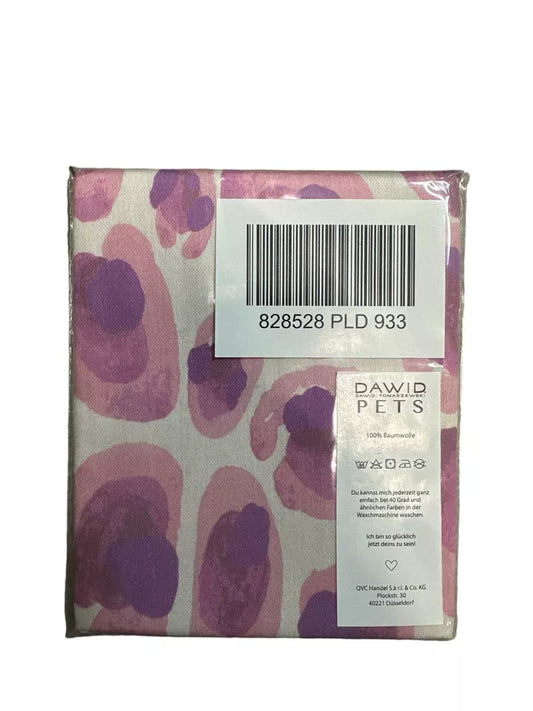 828528 PLD 933
DAWID
DAWID TOMASZEWSKI
PETS
100% Baumwolle
Du kannst mich jederzeit ganz
einfach bei 40 Grad und
ähnlichen Farben in der
Waschmaschine waschen.
Ich bin so glücklich
jetzt deins zu sein!
QVC Handel S.à r.l. & Co. KG
Plockstr. 30
40221 Düsseldorf